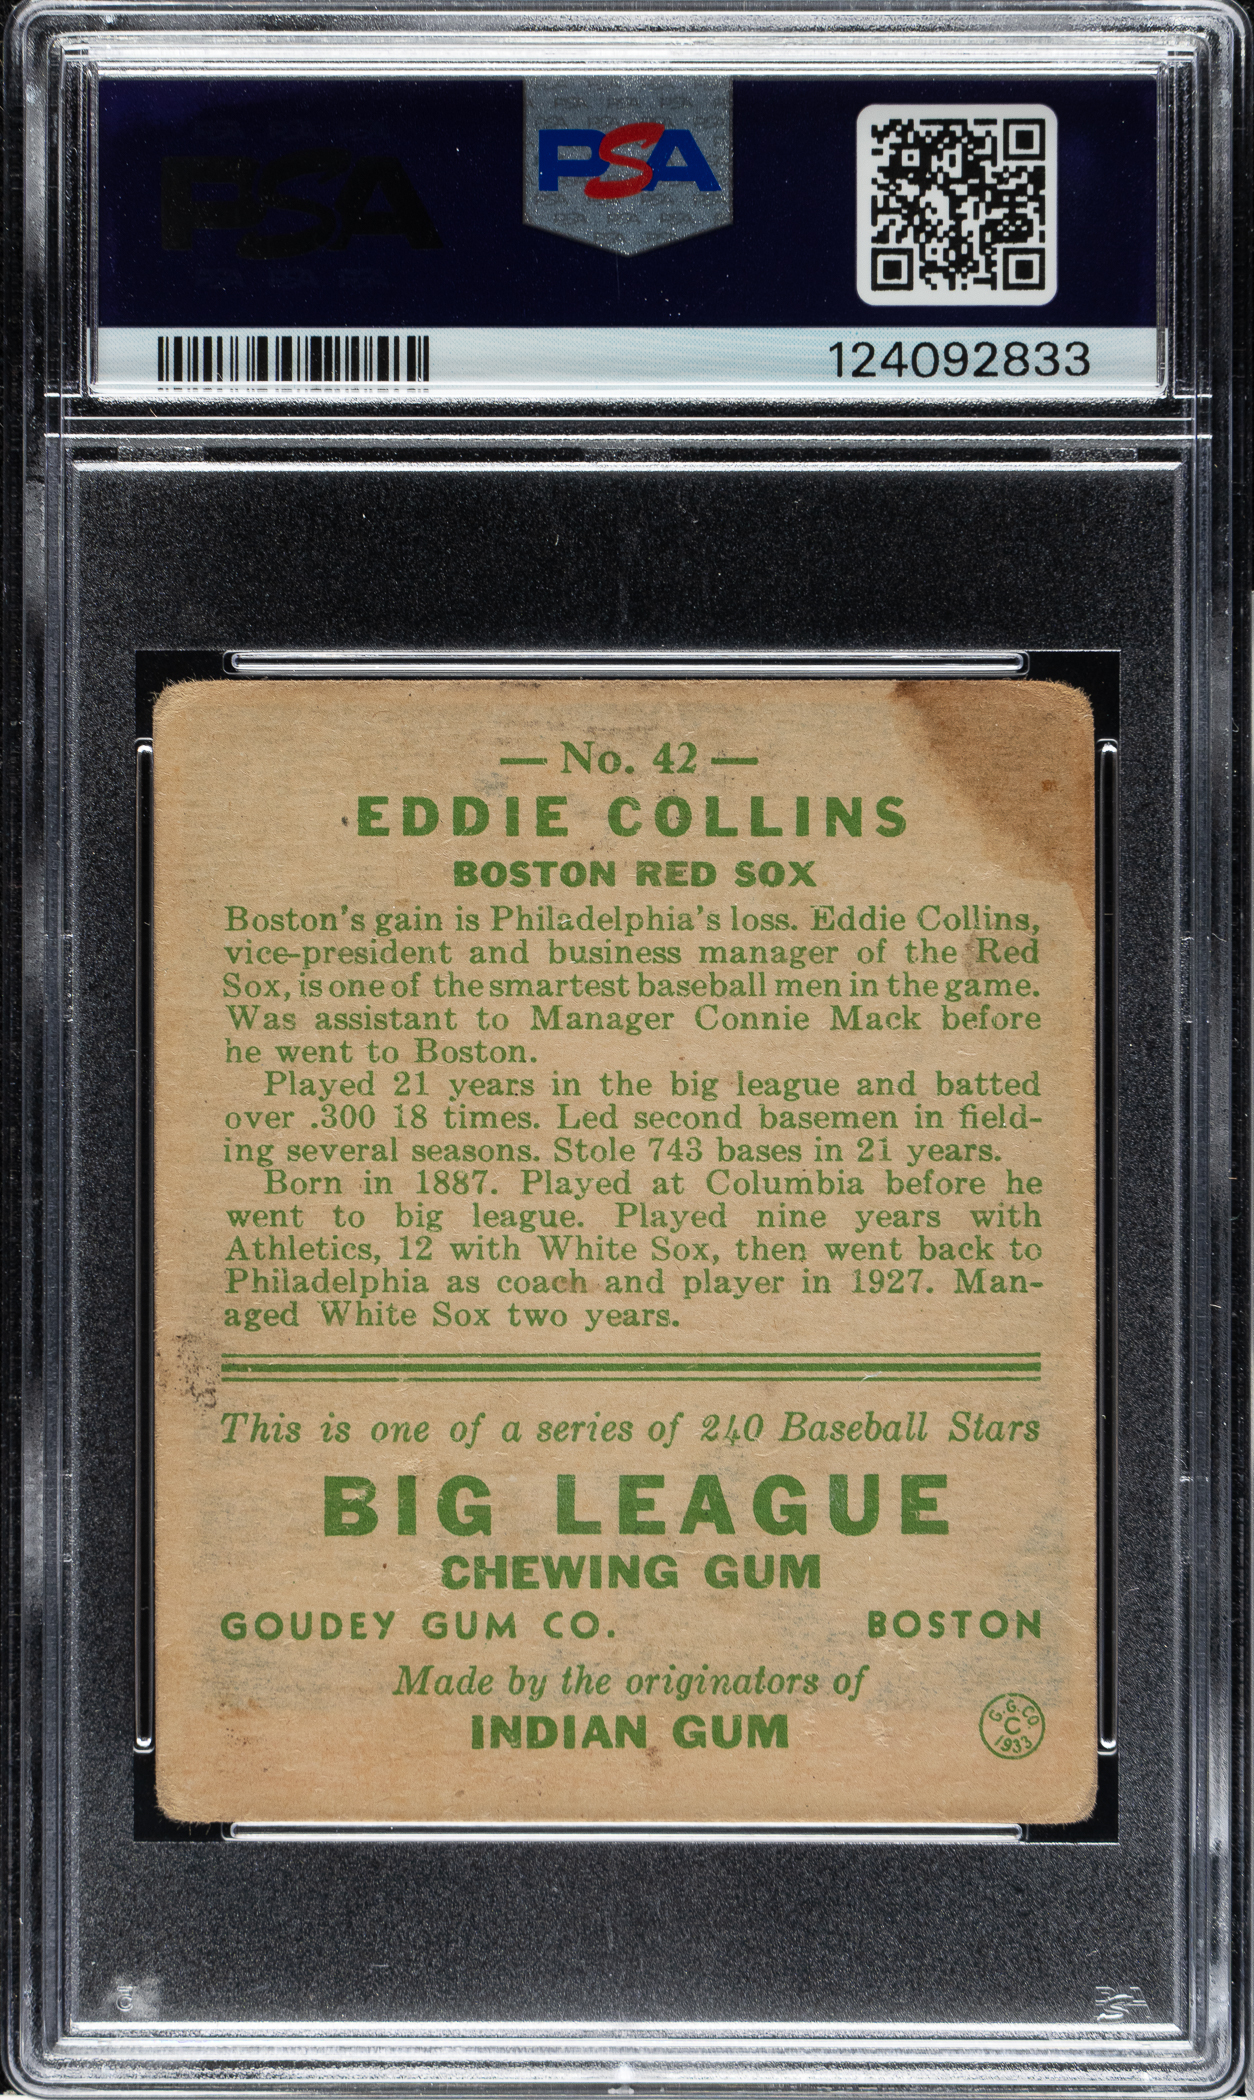 PSA
PSA
124092833
— No. 42 —
EDDIE COLLINS
BOSTON RED SOX
Boston's gain is Philadelphia's loss. Eddie Collins,
vice-president and business manager of the Red
Sox, is one of the smartest baseball men in the game.
Was assistant to Manager Connie Mack before
he went to Boston.
Played 21 years in the big league and batted
over .300 18 times. Led second basemen in field-
ing several seasons. Stole 743 bases in 21 years.
Born in 1887. Played at Columbia before he
went to big league. Played nine years with
Athletics, 12 with White Sox, then went back to
Philadelphia as coach and player in 1927. Man-
aged White Sox two years.
This is one of a series of 240 Baseball Stars
BIG LEAGUE
CHEWING GUM
GOUDEY GUM CO. BOSTON
Made by the originators of
INDIAN GUM
G.G.CO.
C
1933
PSA